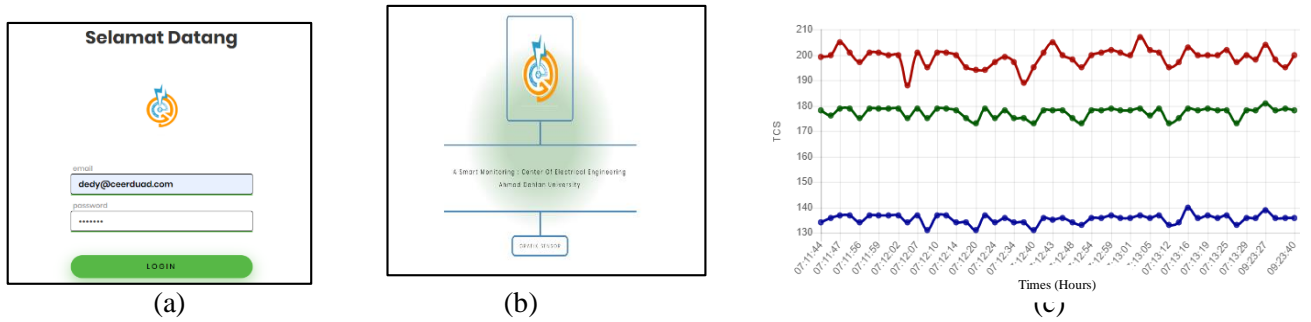 Selamat Datang
email
dedy@ceerduad.com
password
•••••••
LOGIN
(a)
A Smart Monitoring : Center Of Electrical Engineering
Ahmad Dahlan University
GRAFIK SENSOR
(b)
TCS
210
200
190
180
170
160
150
140
130
07:11:44
07:11:47
07:11:56
07:11:59
07:12:02
07:12:07
07:12:10
07:12:14
07:12:20
07:12:24
07:12:34
07:12:40
07:12:43
07:12:48
07:12:54
07:12:59
07:13:01
07:13:05
07:13:12
07:13:16
07:13:19
07:13:25
07:13:29
09:23:27
09:23:40
Times (Hours)
(c)